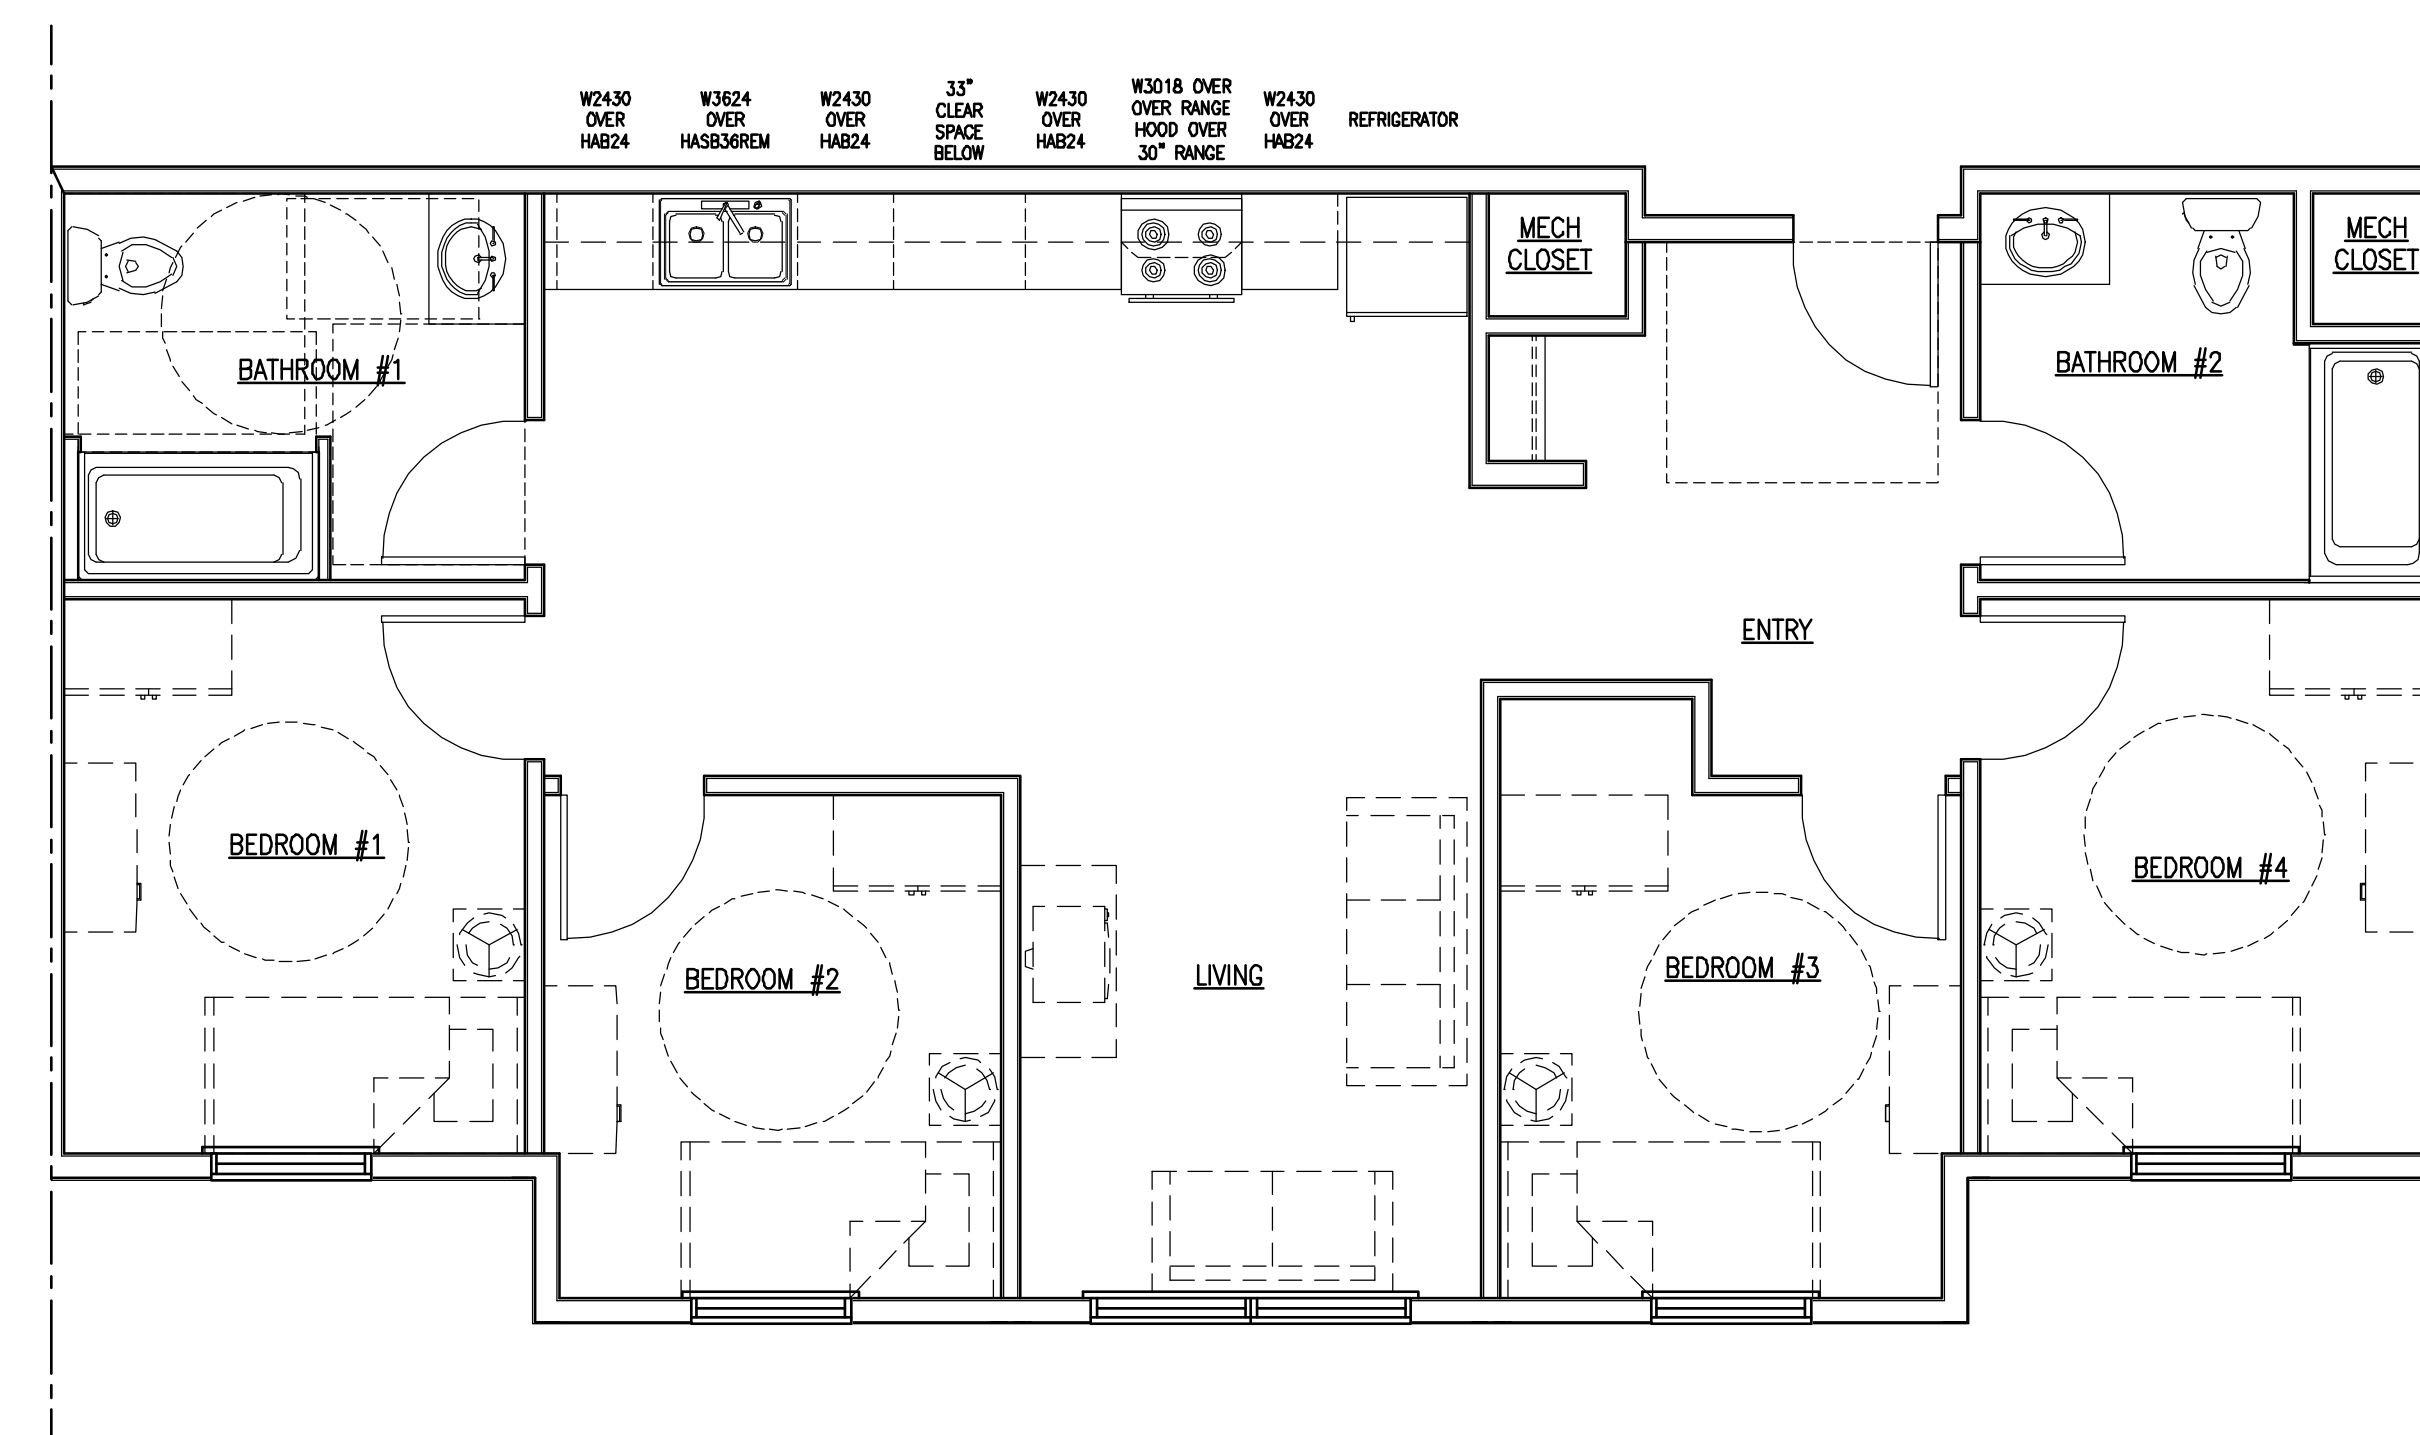 W2430
OVER
HAB24
W3624
OVER
HASB36REM
W2430
OVER
HAB24
33"
CLEAR
SPACE
BELOW
W2430
OVER
HAB24
W3018 OVER
OVER RANGE
HOOD OVER
30" RANGE
W2430
OVER
HAB24
REFRIGERATOR
MECH
CLOSET
MECH
CLOSET
BATHROOM #1
BATHROOM #2
ENTRY
BEDROOM #1
BEDROOM #2
LIVING
BEDROOM #3
BEDROOM #4